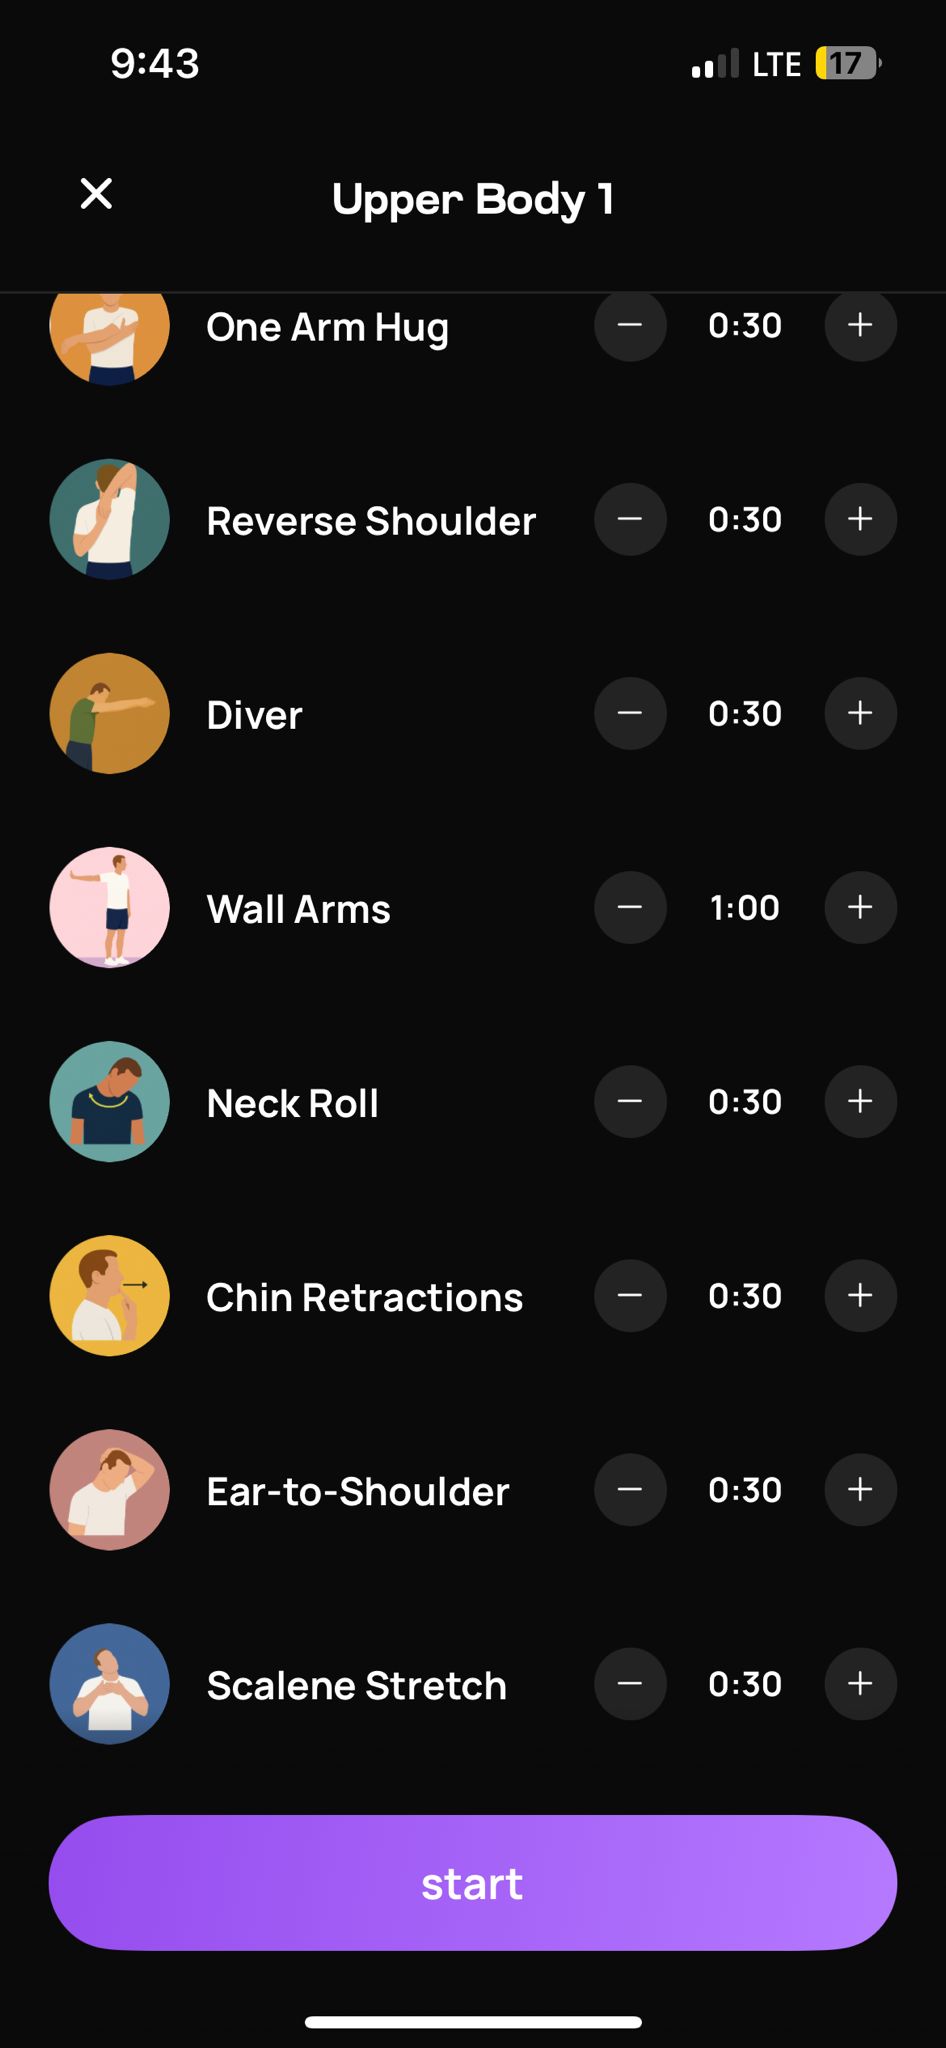 9:43 LTE 17
Upper Body 1
One Arm Hug 0:30
Reverse Shoulder 0:30
Diver 0:30
Wall Arms 1:00
Neck Roll 0:30
Chin Retractions 0:30
Ear-to-Shoulder 0:30
Scalene Stretch 0:30
start